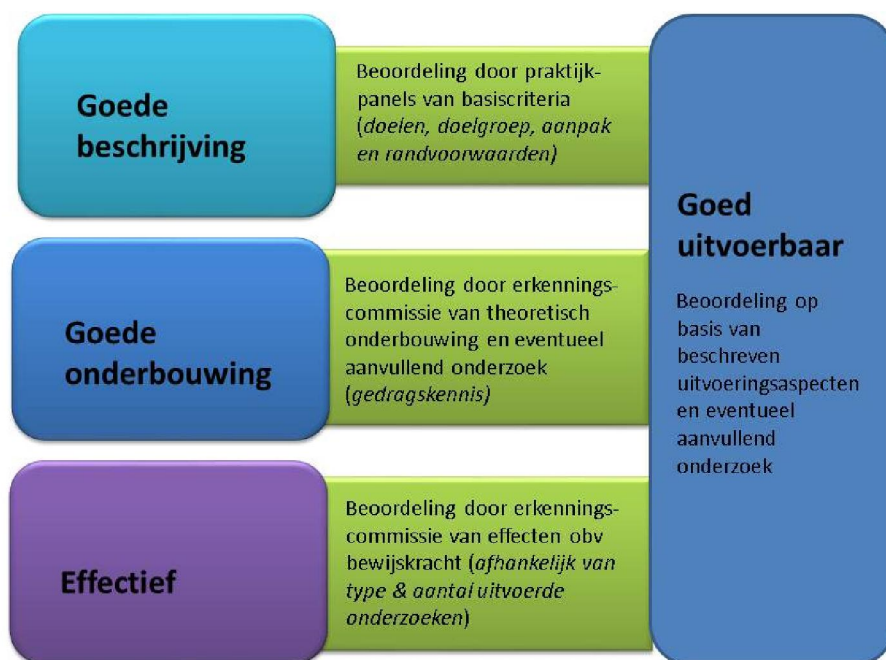 Goede
beschrijving
Beoordeling door praktijk-
panels van basiscriteria
(doelen, doelgroep, aanpak
en randvoorwaarden)
Goede
onderbouwing
Beoordeling door erkennings-
commissie van theoretisch
onderbouwing en eventueel
aanvullend onderzoek
(gedragskennis)
Effectief
Beoordeling door erkennings-
commissie van effecten obv
bewijskracht (afhankelijk van
type & aantal uitvoerde
onderzoeken)
Goed
uitvoerbaar
Beoordeling op
basis van
beschreven
uitvoeringsaspecten
en eventueel
aanvullend
onderzoek